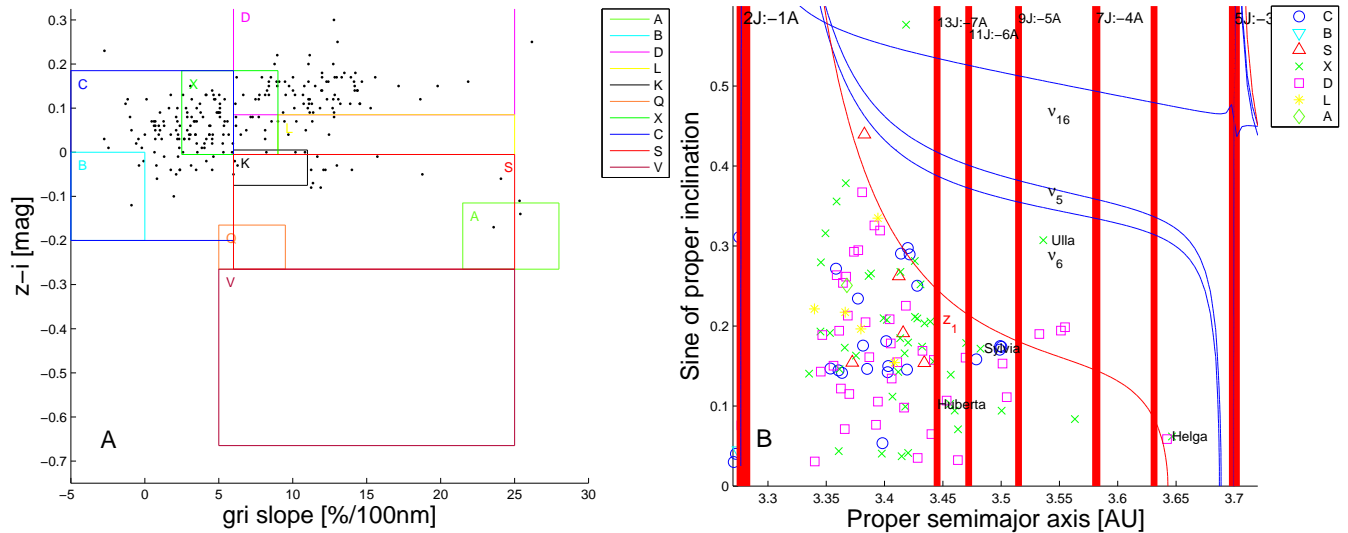 0.3
0.2
0.1
0
−0.1
−0.2
−0.3
−0.4
−0.5
−0.6
−0.7
−5
0
5
10
15
20
25
30
z−i [mag]
gri slope [%/100nm]
D
C
X
L
B
K
S
A
Q
V
A
A
B
D
L
K
Q
X
C
S
V
2J:−1A
13J:−7A
11J:−6A
9J:−5A
7J:−4A
5J:−3
ν16
ν5
Ulla
ν6
z1
Sylvia
Huberta
Helga
B
0.5
0.4
0.3
0.2
0.1
0
3.3
3.35
3.4
3.45
3.5
3.55
3.6
3.65
3.7
Sine of proper inclination
Proper semimajor axis [AU]
C
B
S
X
D
L
A